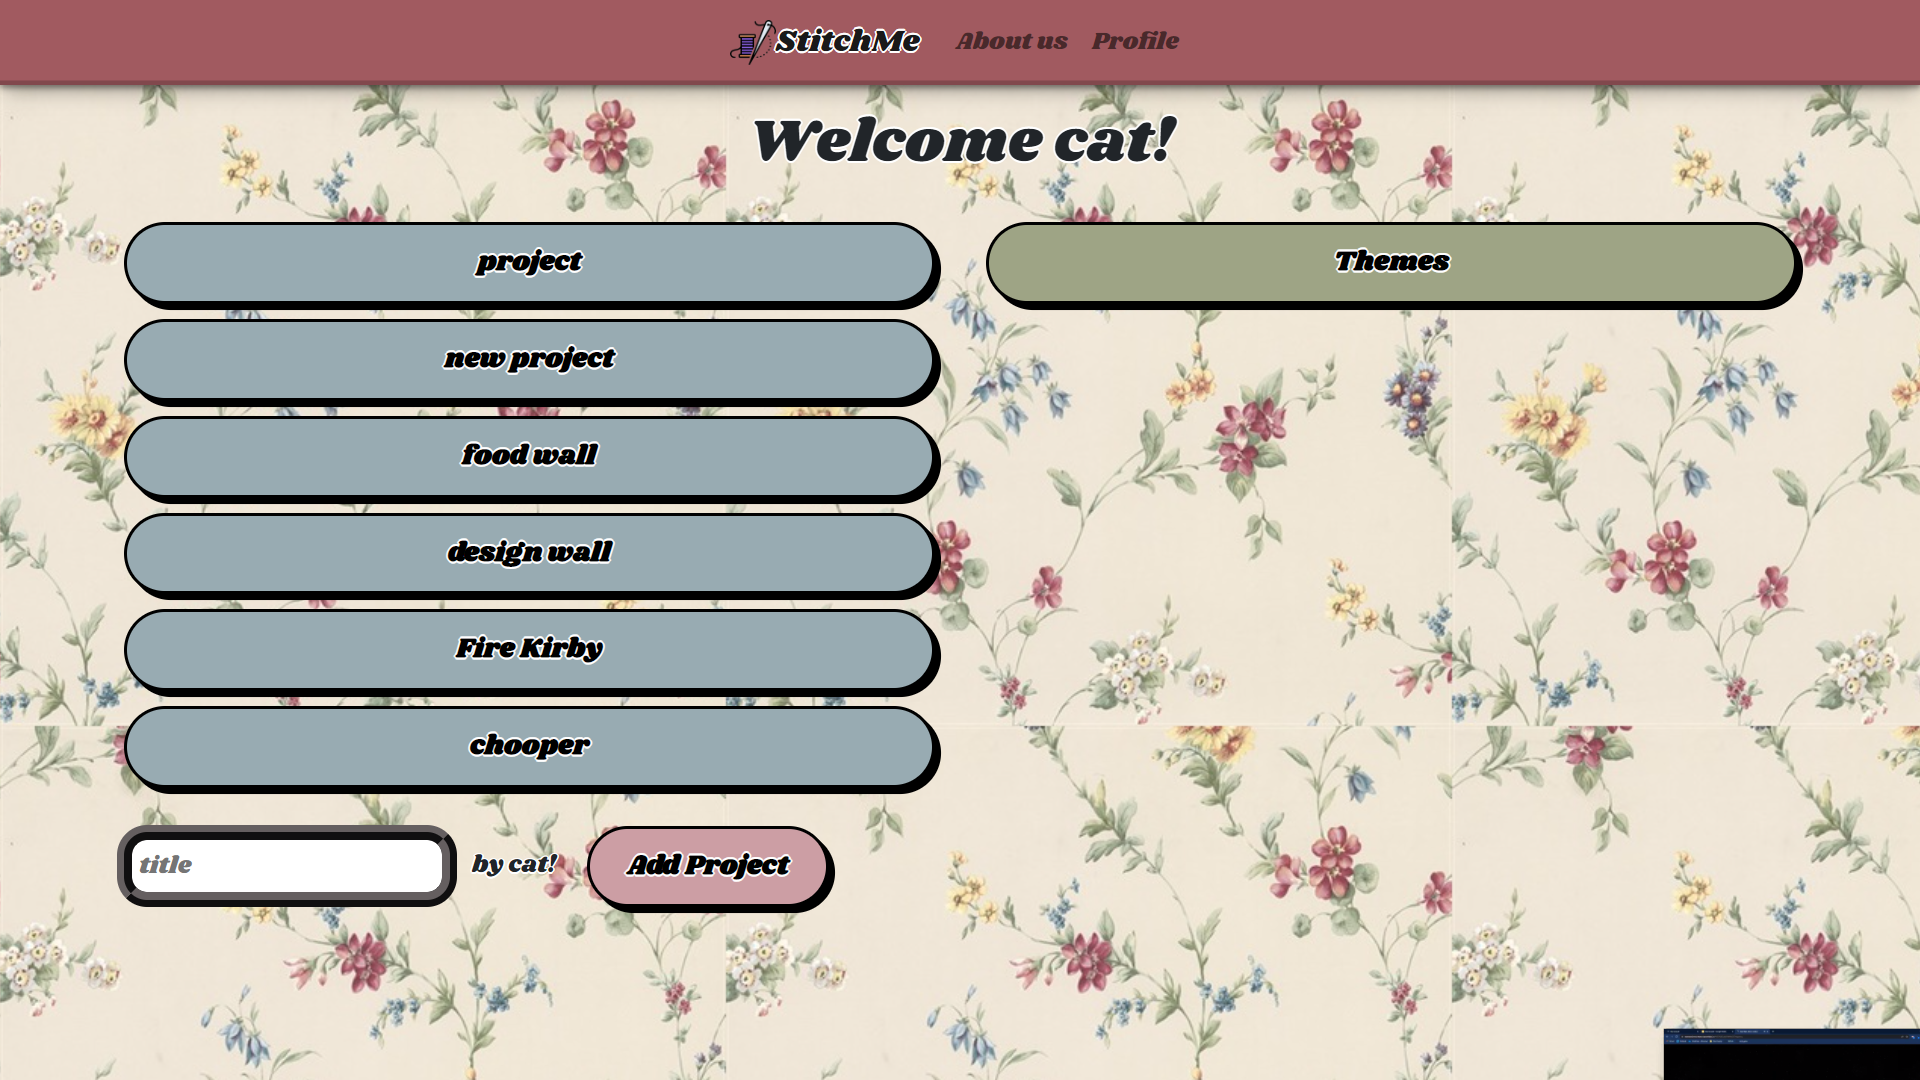 StitchMe About us Profile
Welcome cat!
project
Themes
new project
food wall
design wall
Fire Kirby
chooper
title by cat! Add Project